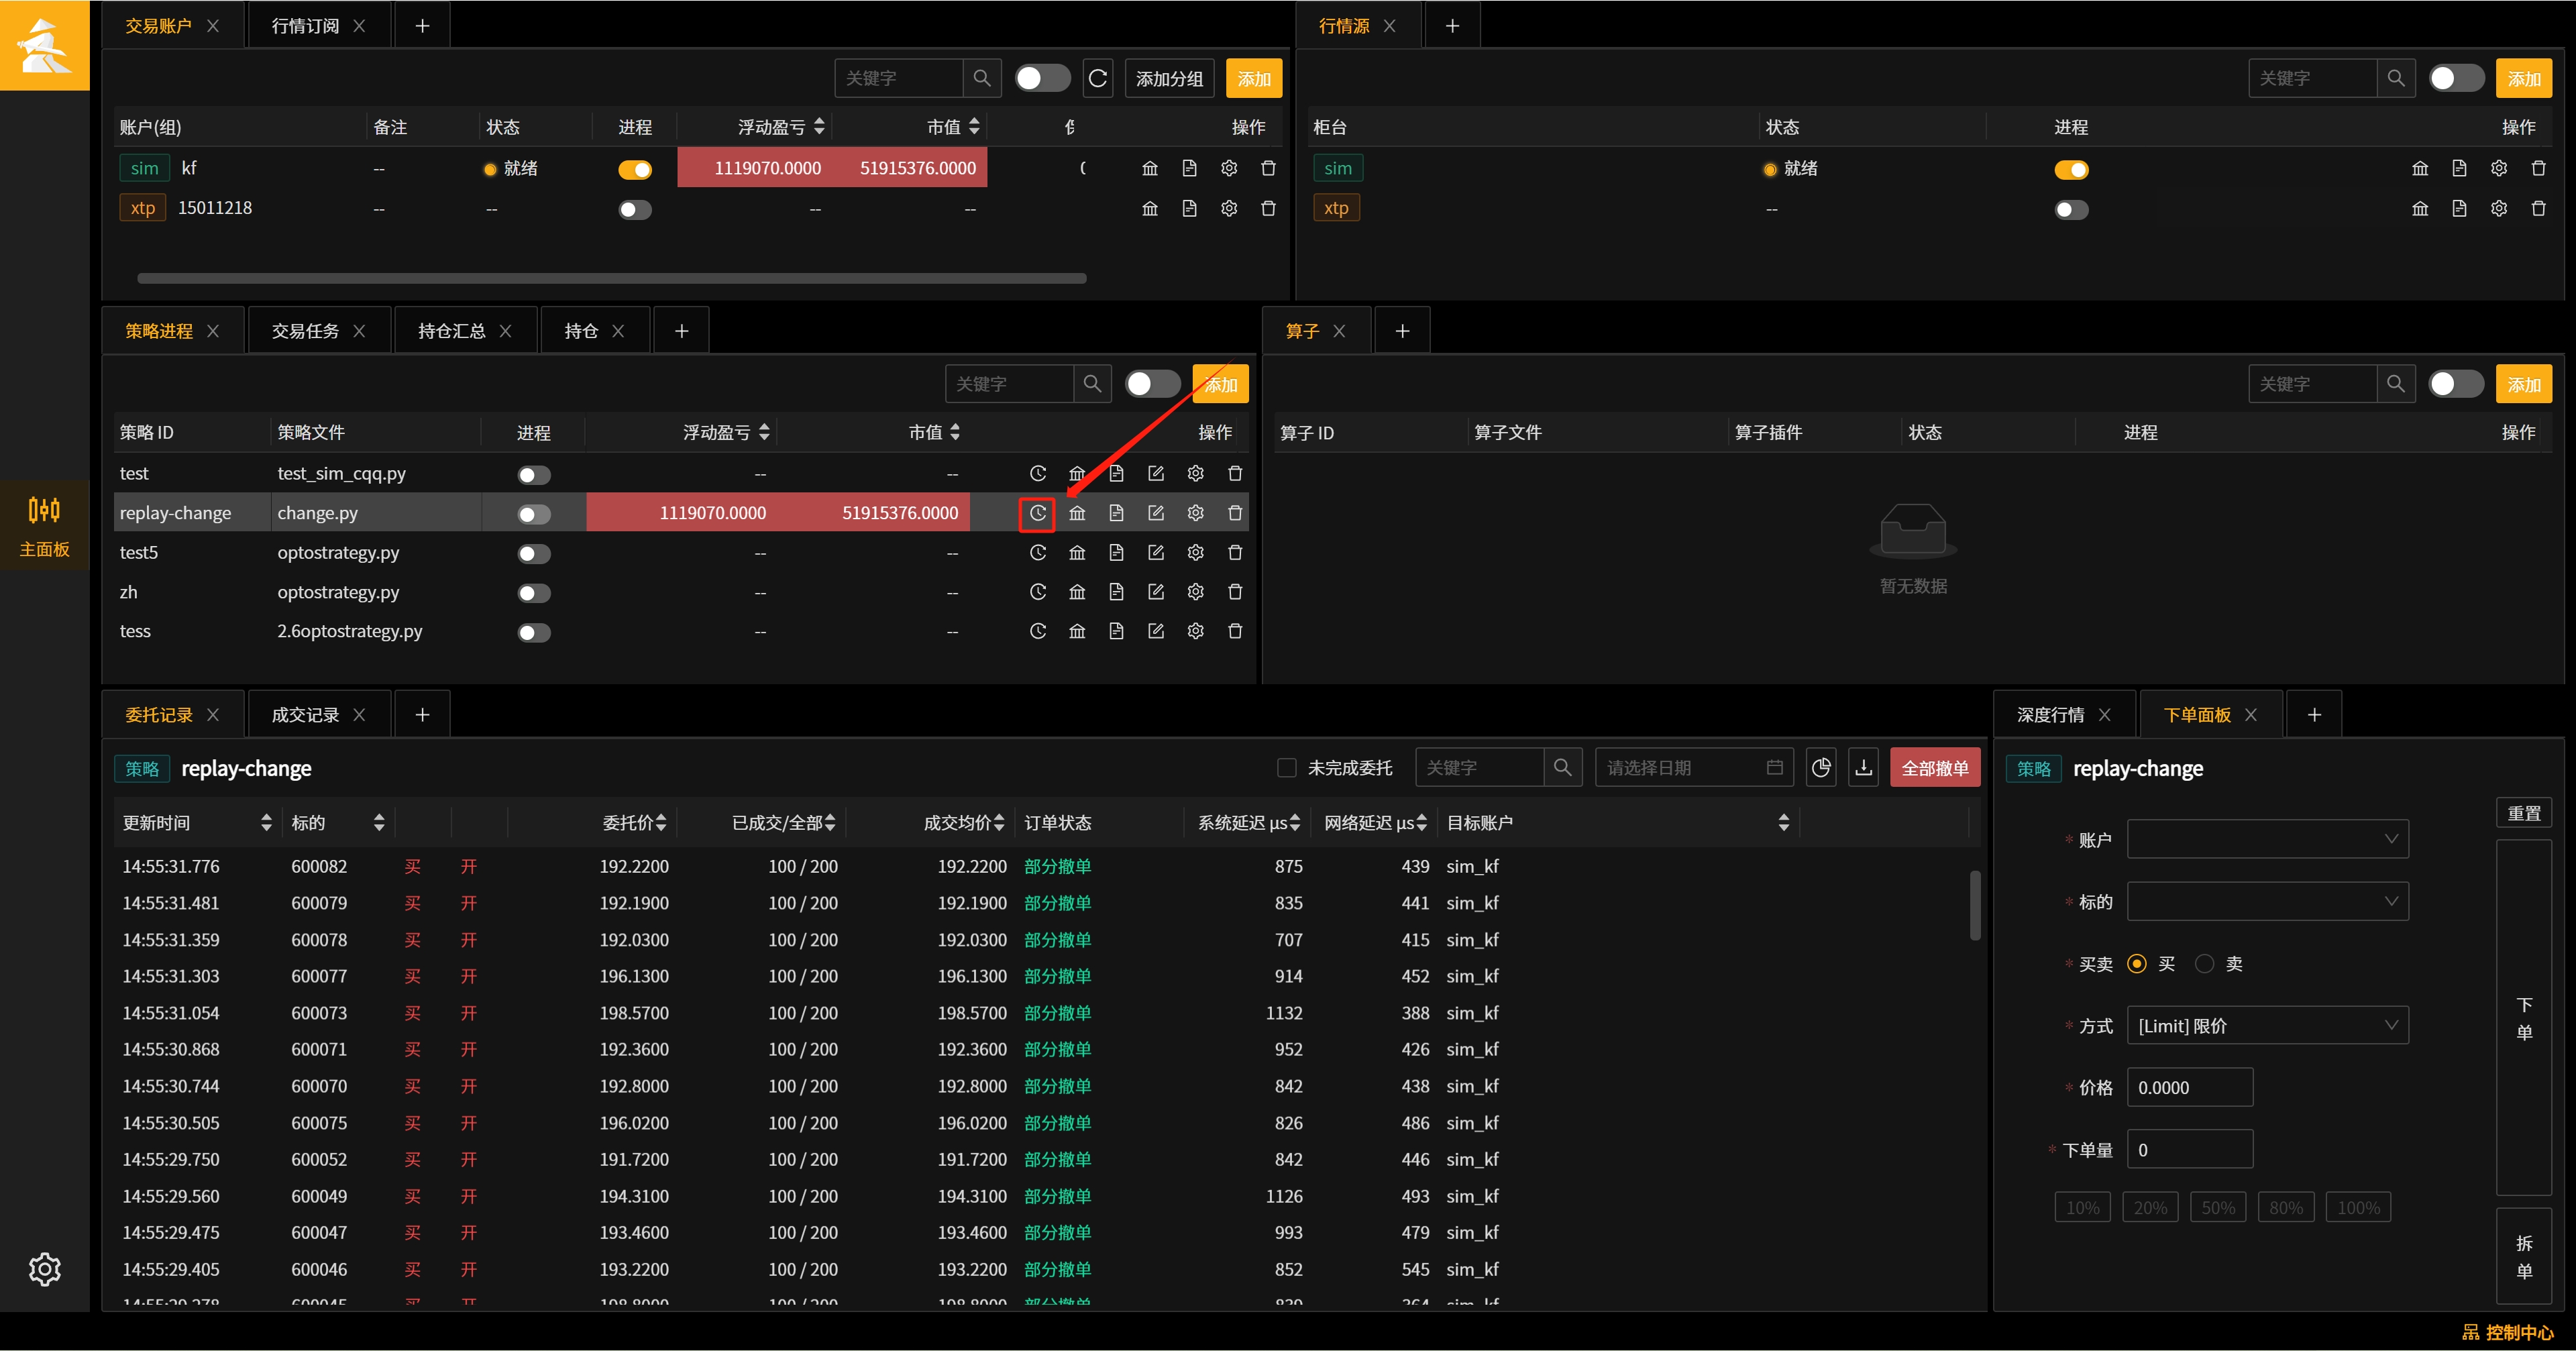 交易账户 行情订阅
行情源
关键字 添加分组 添加
关键字 添加
账户(组) 备注 状态 进程 浮动盈亏 市值 操作
柜台 状态 进程 操作
sim kf -- 就绪 1119070.0000 51915376.0000
sim 就绪
xtp 15011218 -- -- -- --
xtp --
策略进程 交易任务 持仓汇总 持仓
算子
关键字 添加
关键字 添加
策略 ID 策略文件 进程 浮动盈亏 市值 操作
算子 ID 算子文件 算子插件 状态 进程 操作
test test_sim_cqq.py -- --
replay-change change.py 1119070.0000 51915376.0000
test5 optostrategy.py -- --
zh optostrategy.py -- --
tess 2.6optostrategy.py -- --
暂无数据
主面板
委托记录 成交记录
深度行情 下单面板
策略 replay-change 未完成委托 关键字 请选择日期 全部撤单
策略 replay-change
更新时间 标的 委托价 已成交/全部 成交均价 订单状态 系统延迟 μs 网络延迟 μs 目标账户
14:55:31.776 600082 买 开 192.2200 100 / 200 192.2200 部分撤单 875 439 sim_kf
14:55:31.481 600079 买 开 192.1900 100 / 200 192.1900 部分撤单 835 441 sim_kf
14:55:31.359 600078 买 开 192.0300 100 / 200 192.0300 部分撤单 707 415 sim_kf
14:55:31.303 600077 买 开 196.1300 100 / 200 196.1300 部分撤单 914 452 sim_kf
14:55:31.054 600073 买 开 198.5700 100 / 200 198.5700 部分撤单 1132 388 sim_kf
14:55:30.868 600071 买 开 192.3600 100 / 200 192.3600 部分撤单 952 426 sim_kf
14:55:30.744 600070 买 开 192.8000 100 / 200 192.8000 部分撤单 842 438 sim_kf
14:55:30.505 600075 买 开 196.0200 100 / 200 196.0200 部分撤单 826 486 sim_kf
14:55:29.750 600052 买 开 191.7200 100 / 200 191.7200 部分撤单 842 446 sim_kf
14:55:29.560 600049 买 开 194.3100 100 / 200 194.3100 部分撤单 1126 493 sim_kf
14:55:29.475 600047 买 开 193.4600 100 / 200 193.4600 部分撤单 993 479 sim_kf
14:55:29.405 600046 买 开 193.2200 100 / 200 193.2200 部分撤单 852 545 sim_kf
重置
* 账户
* 标的
* 买卖 买 卖
* 方式 [Limit] 限价
* 价格 0.0000
* 下单量 0
10% 20% 50% 80% 100%
下单
拆单
控制中心